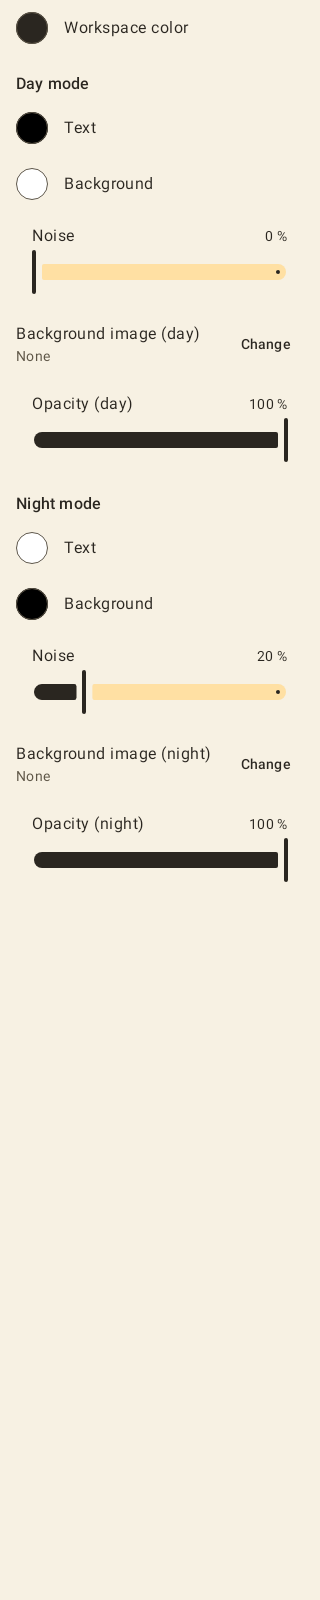 Workspace color
Day mode
Text
Background
Noise 0 %
Background image (day)
None
Change
Opacity (day) 100 %
Night mode
Text
Background
Noise 20 %
Background image (night)
None
Change
Opacity (night) 100 %